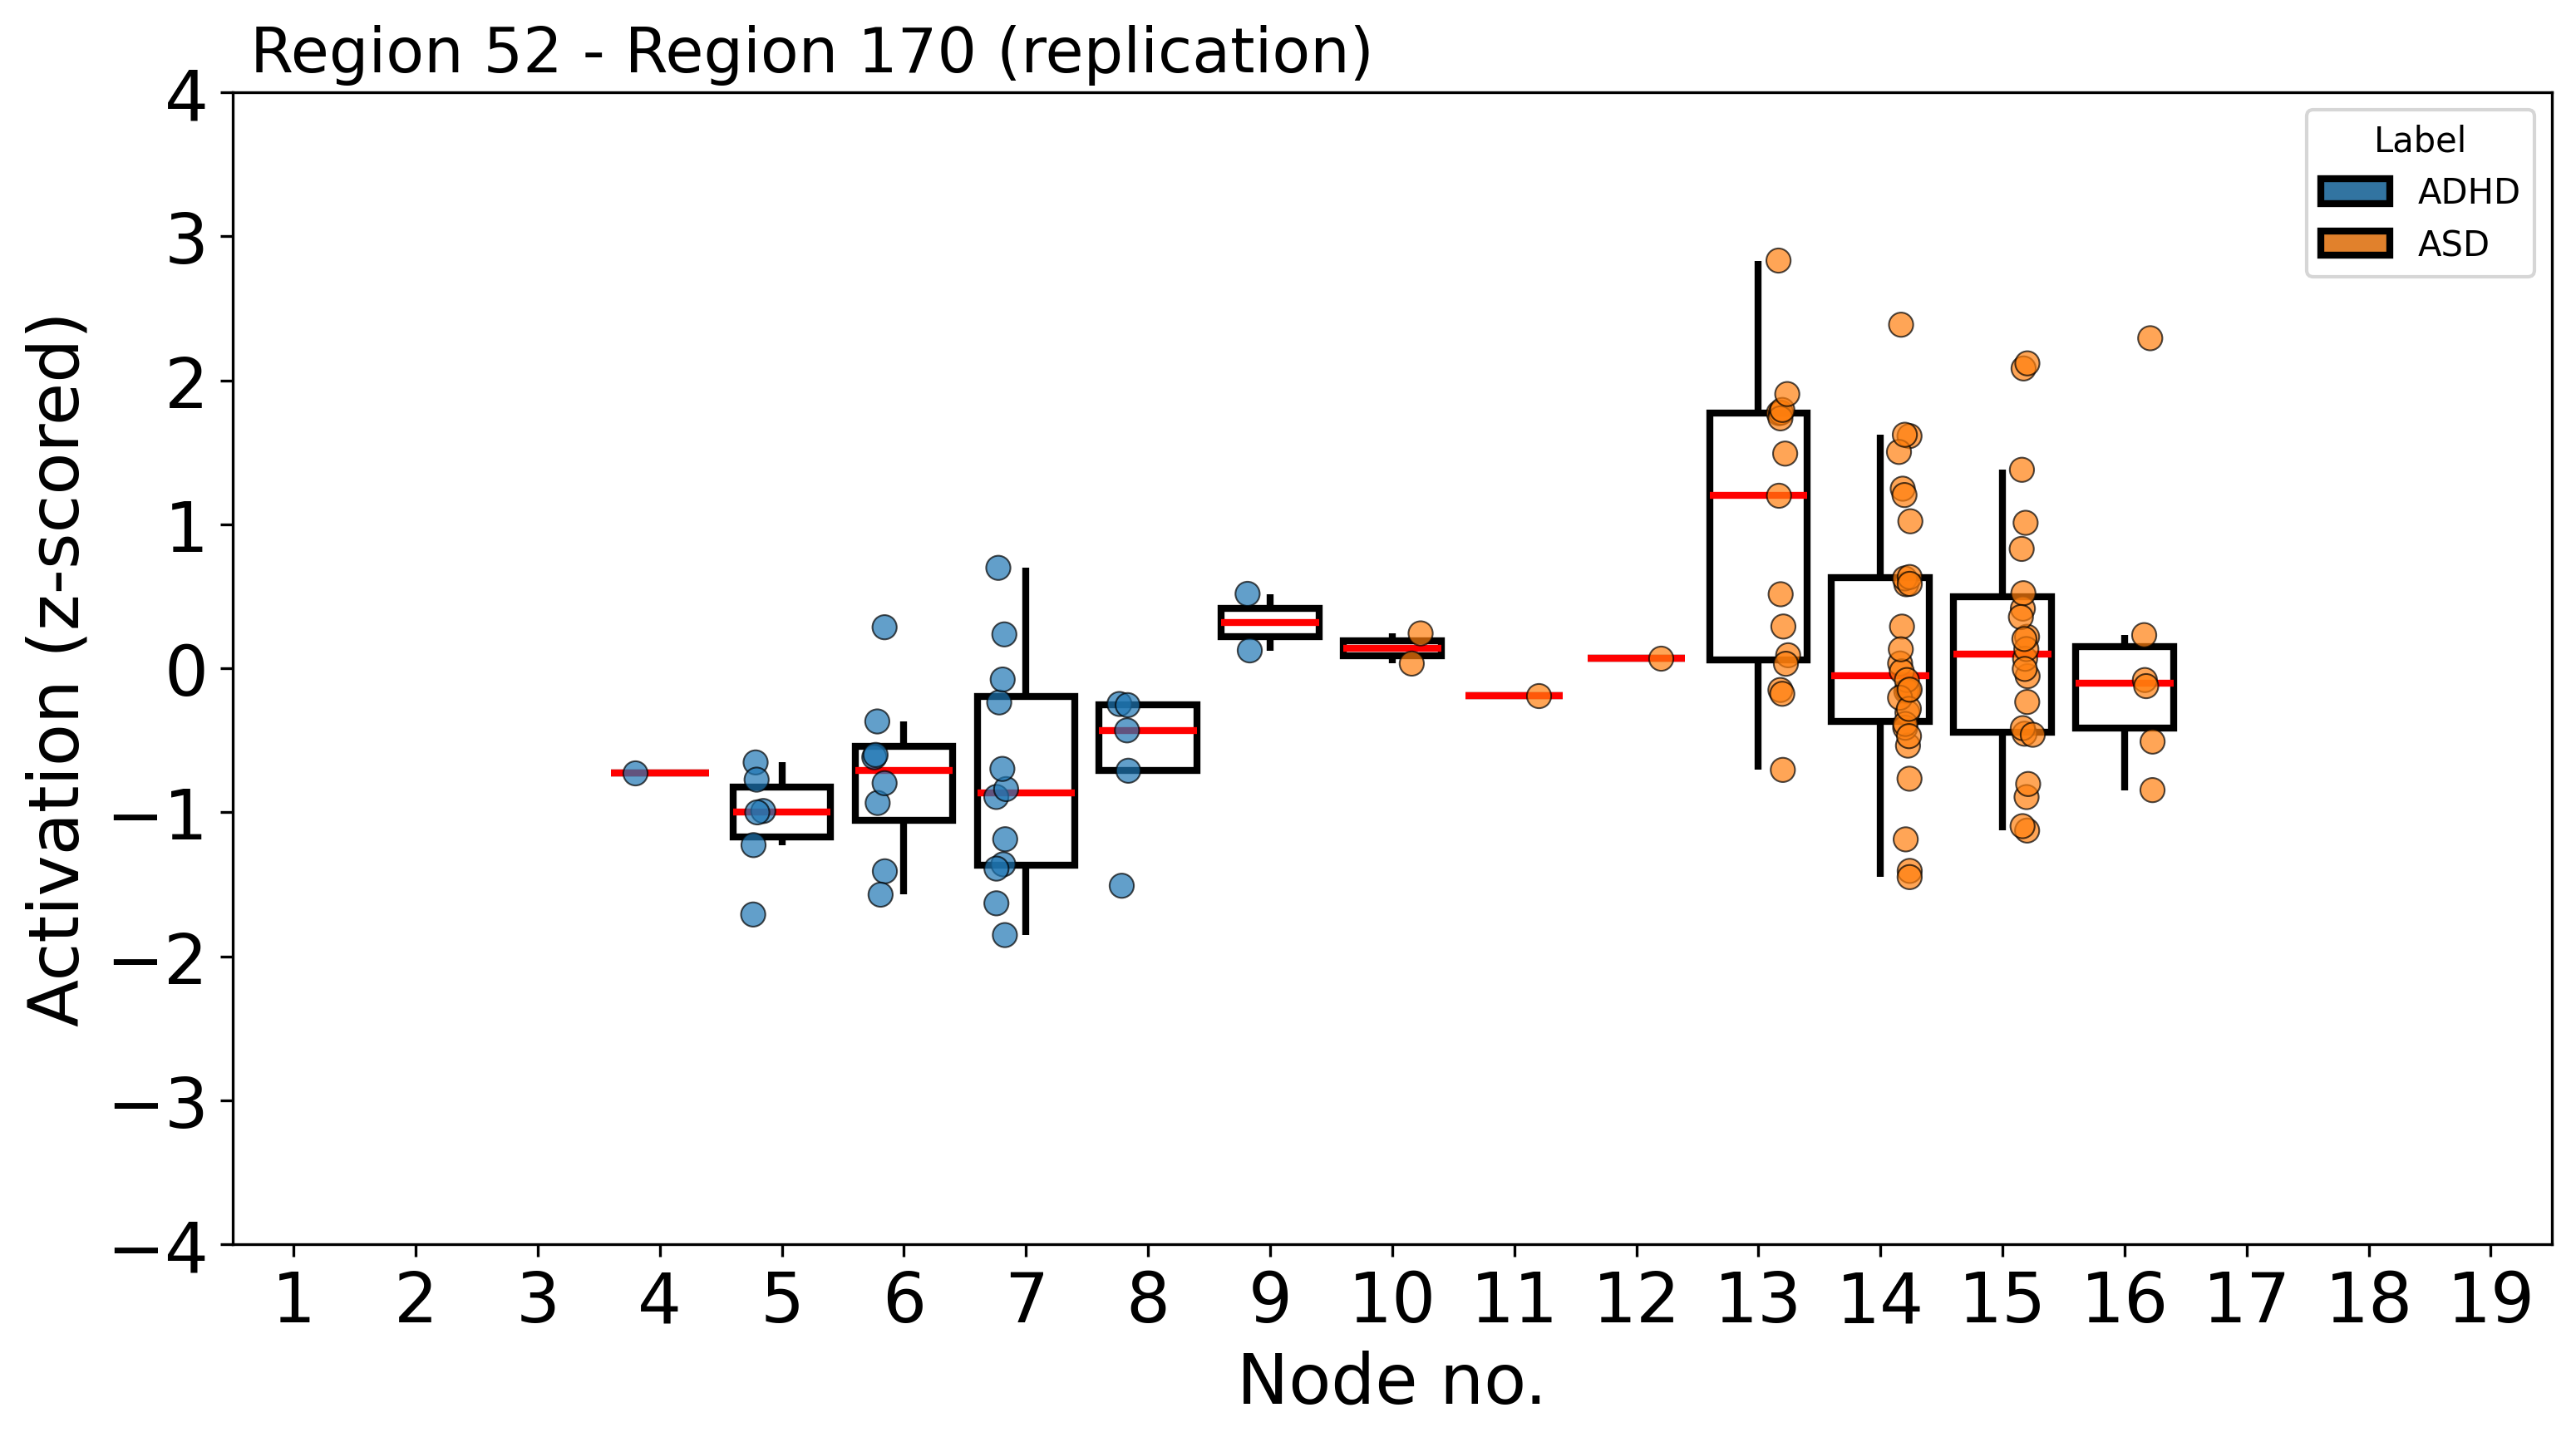 Region 52 - Region 170 (replication)
4
3
2
1
0
−1
−2
−3
−4
Activation (z-scored)
Label
ADHD
ASD
1 2 3 4 5 6 7 8 9 10 11 12 13 14 15 16 17 18 19
Node no.